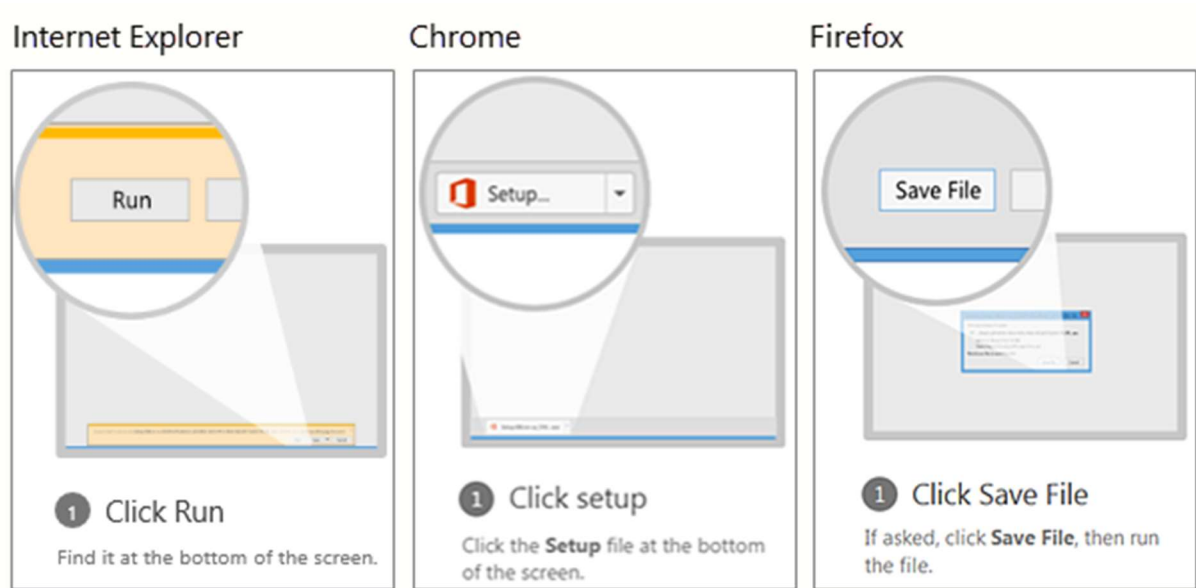 Internet Explorer
Run
1 Click Run
Find it at the bottom of the screen.
Chrome
Setup...
1 Click setup
Click the Setup file at the bottom
of the screen.
Firefox
Save File
1 Click Save File
If asked, click Save File, then run
the file.